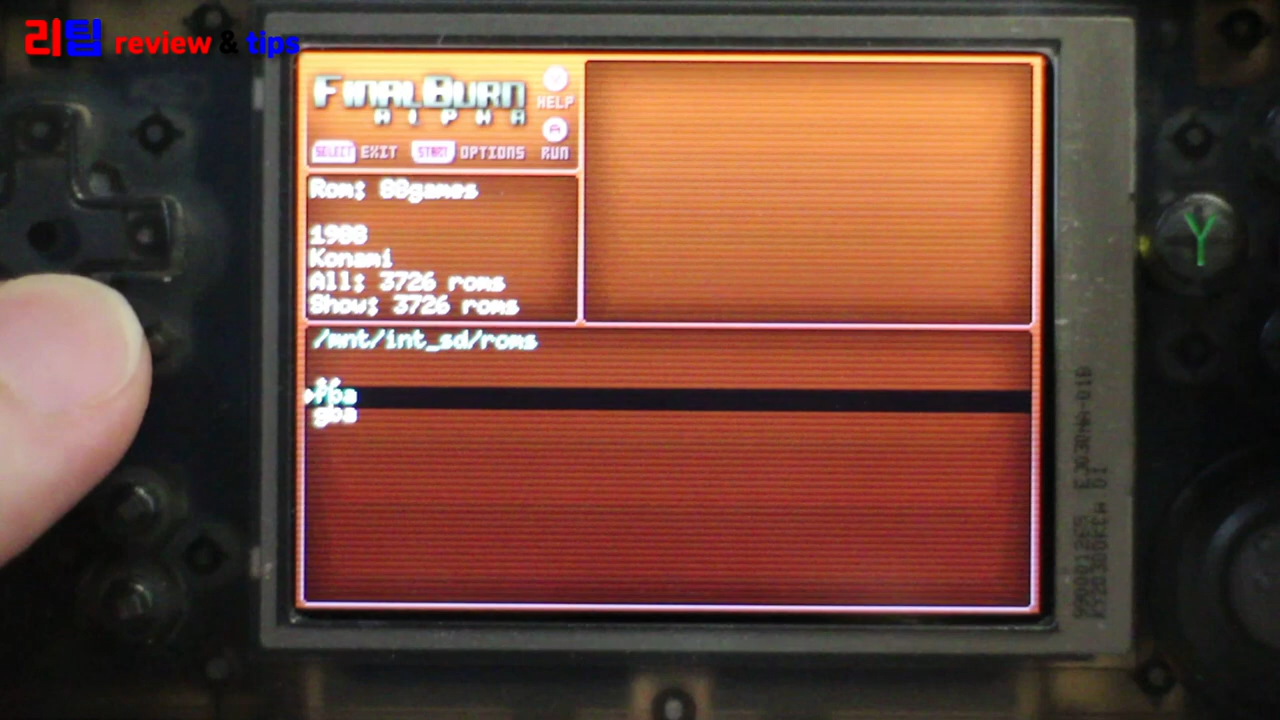 리팁 review & tips
FinalBurn
ALPHA
HELP
SELECT EXIT START OPTIONS
A
RUN
Rom: 88games
1988
Konami
All: 3726 roms
Show: 3726 roms
/mnt/int_sd/roms
fba
gba
Y